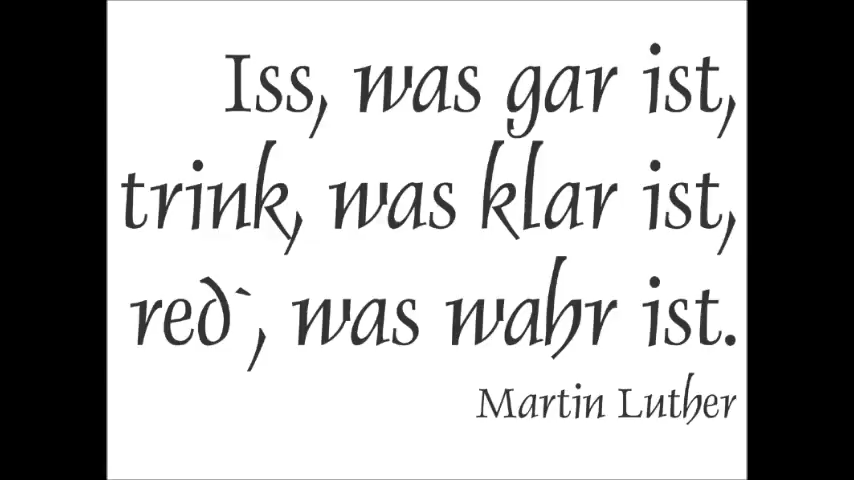 Iss, was gar ist,
trink, was klar ist,
red`, was wahr ist.
Martin Luther